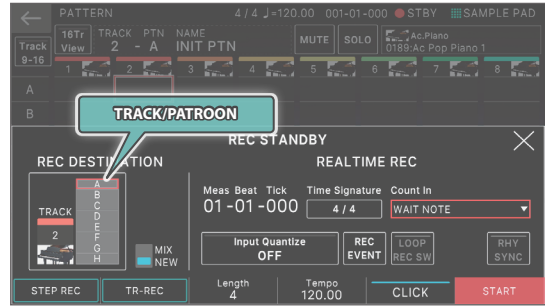 PATTERN 4 / 4 ♩=120.00 001-01-000 STBY SAMPLE PAD
Track 9-16 16Tr View TRACK 2 - PTN A NAME INIT PTN MUTE SOLO Ac.Piano 0189:Ac Pop Piano 1
1 2 3 4 5 6 7 8
A
B
TRACK/PATROON
REC STANDBY
REC DESTINATION REALTIME REC
Meas Beat Tick Time Signature Count In
01-01-000 4 / 4 WAIT NOTE
TRACK
2
A
B
C
D
E
F
G
H
MIX
NEW
Input Quantize
OFF
REC
EVENT
LOOP
REC SW
RHY
SYNC
STEP REC TR-REC Length 4 Tempo 120.00 CLICK START